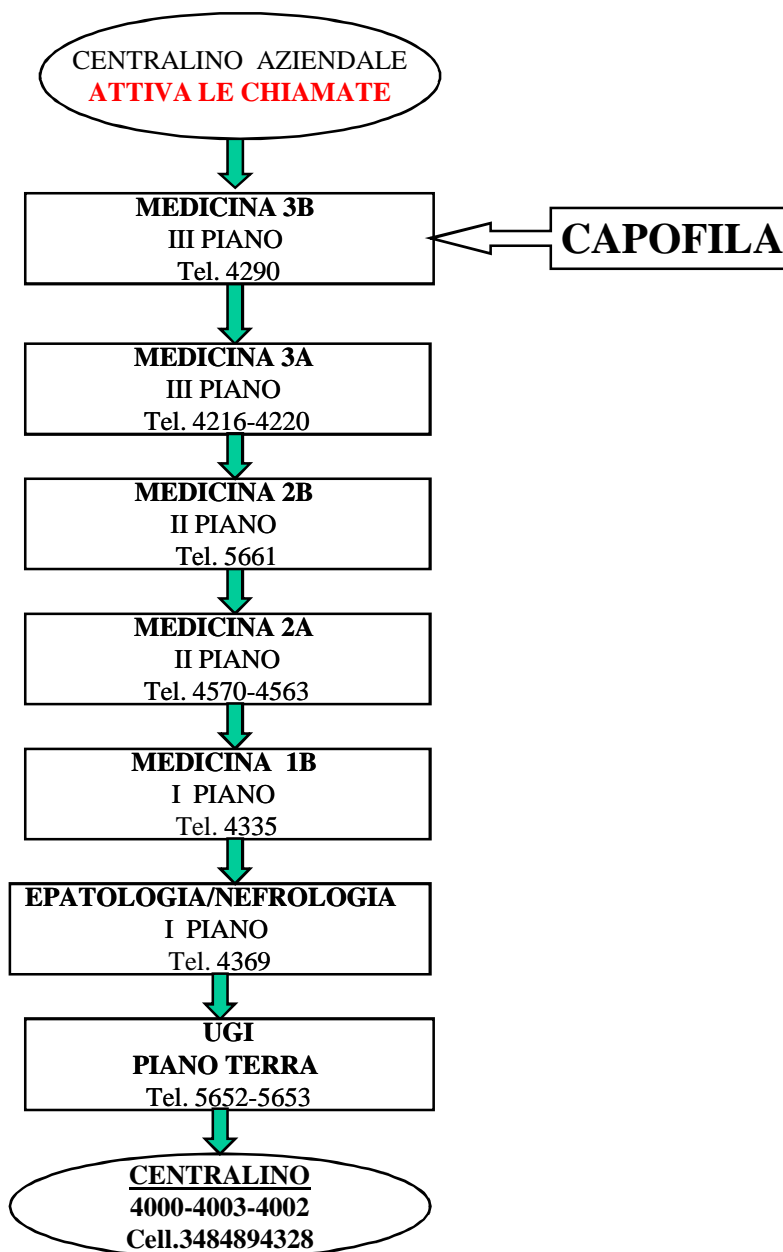 CENTRALINO AZIENDALE
ATTIVA LE CHIAMATE
MEDICINA 3B
III PIANO
Tel. 4290
CAPOFILA
MEDICINA 3A
III PIANO
Tel. 4216-4220
MEDICINA 2B
II PIANO
Tel. 5661
MEDICINA 2A
II PIANO
Tel. 4570-4563
MEDICINA 1B
I PIANO
Tel. 4335
EPATOLOGIA/NEFROLOGIA
I PIANO
Tel. 4369
UGI
PIANO TERRA
Tel. 5652-5653
CENTRALINO
4000-4003-4002
Cell.3484894328